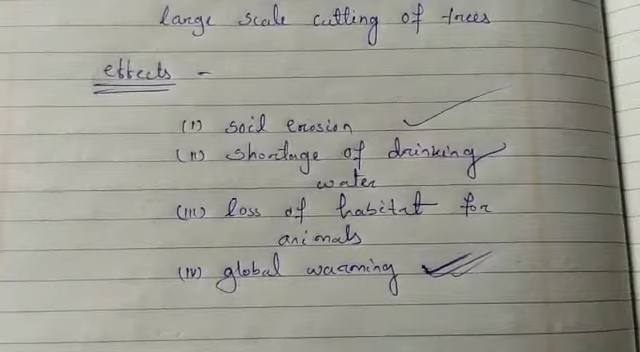 large scale cutting of trees
effects -
(I) soil erosion
(II) shortage of drinking
water
(III) loss of habitat for
animals
(IV) global warming